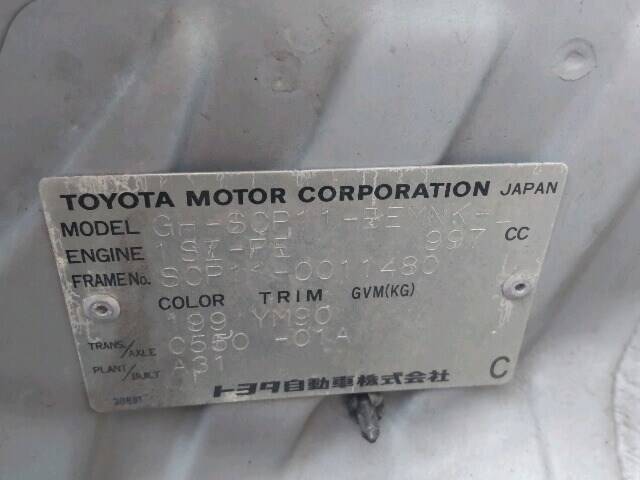 TOYOTA MOTOR CORPORATION JAPAN
MODEL GH-SCP11- -
ENGINE 1SZ-FE 997 CC
FRAME No. SCP11-0011480
COLOR TRIM GVM(KG)
199 YM90
TRANS./AXLE C550 -01A
PLANT/BUILT A31
トヨタ自動車株式会社 C